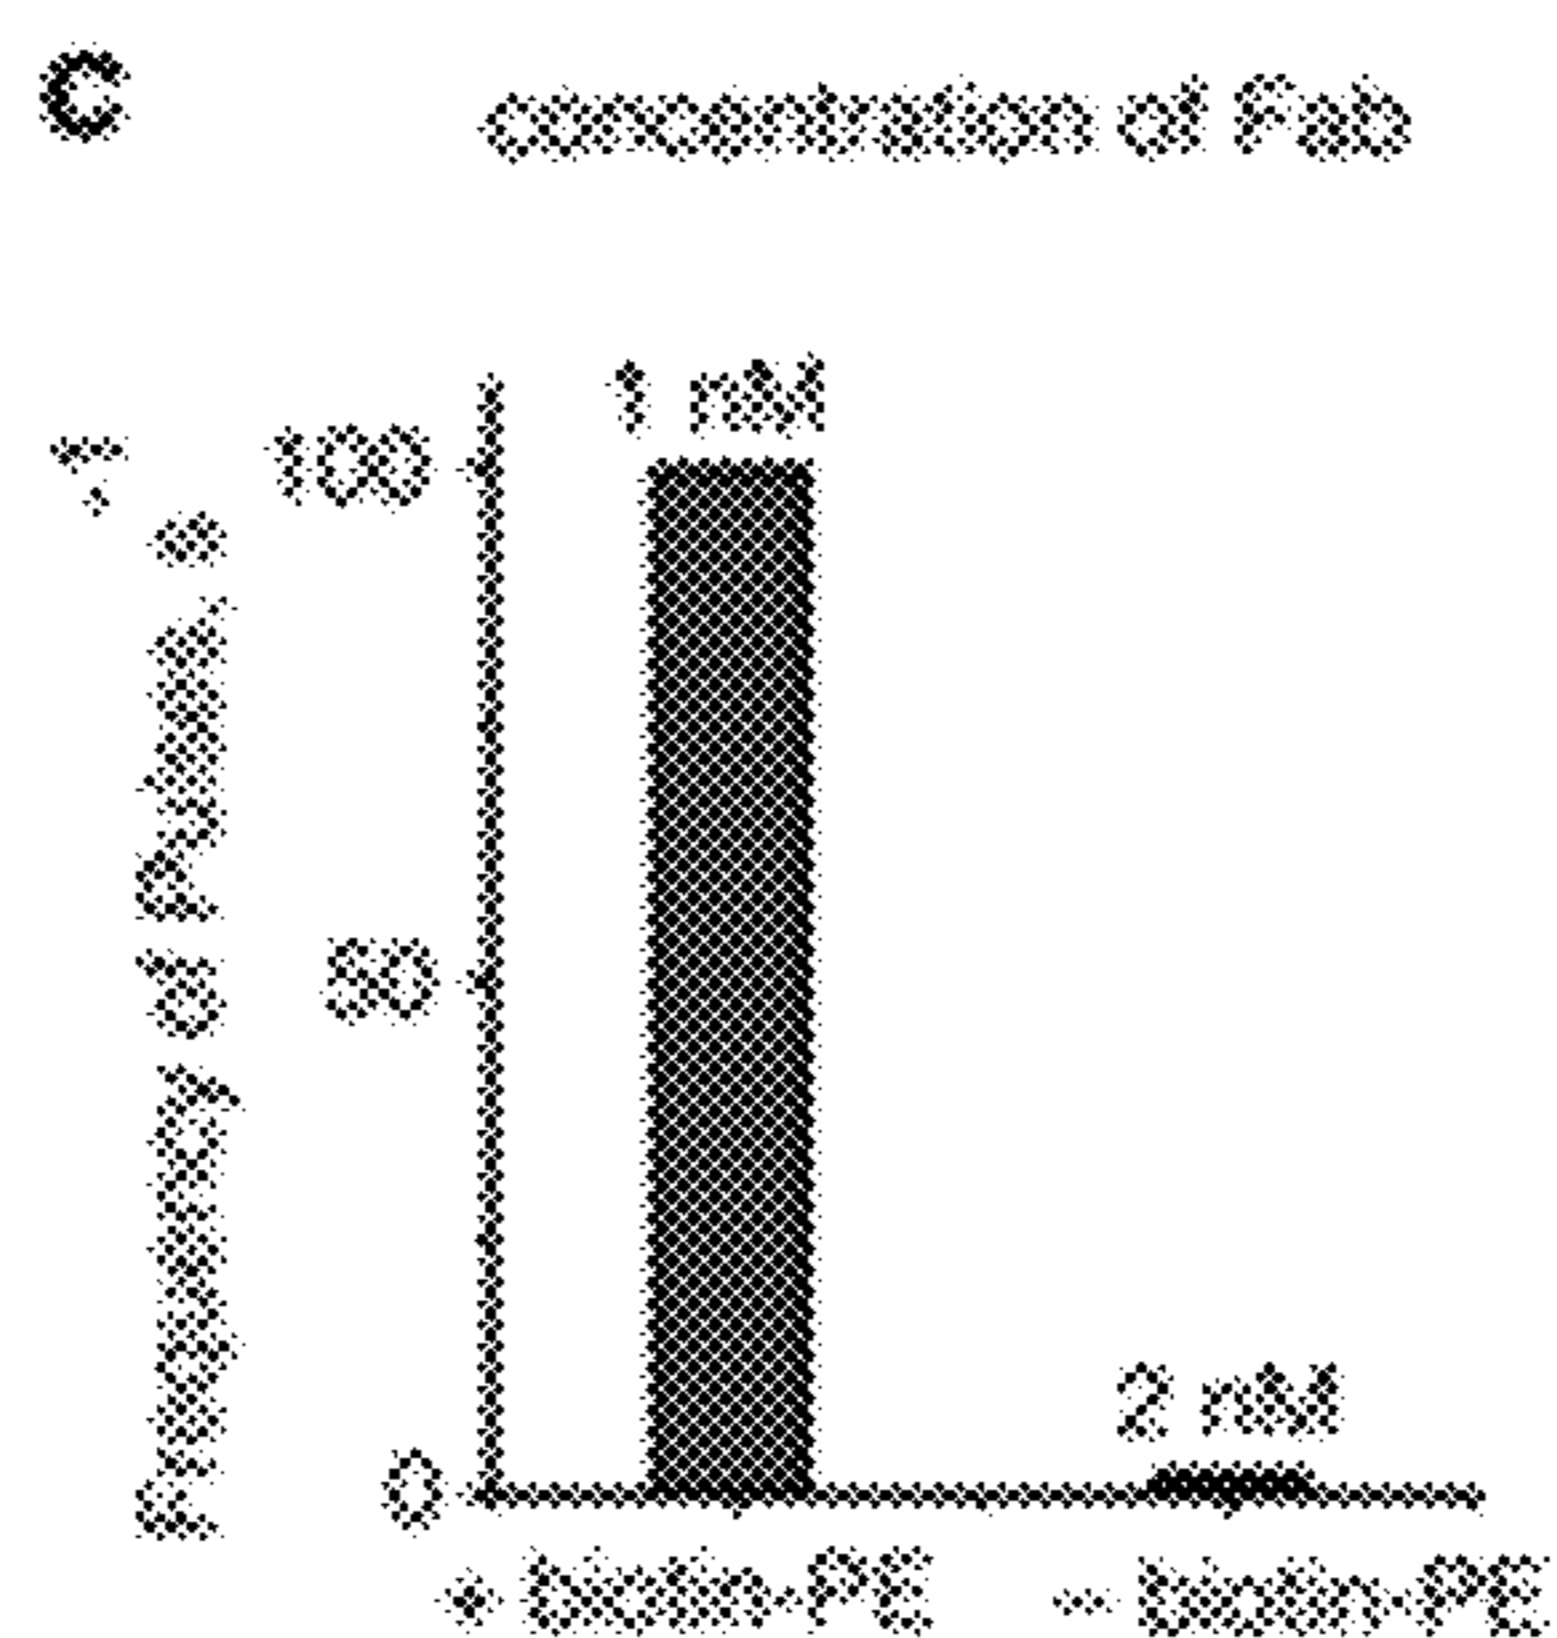 C
concentration of Fab
1 nM
100
50
2 nM
0
+ biotin-PE
- biotin-PE